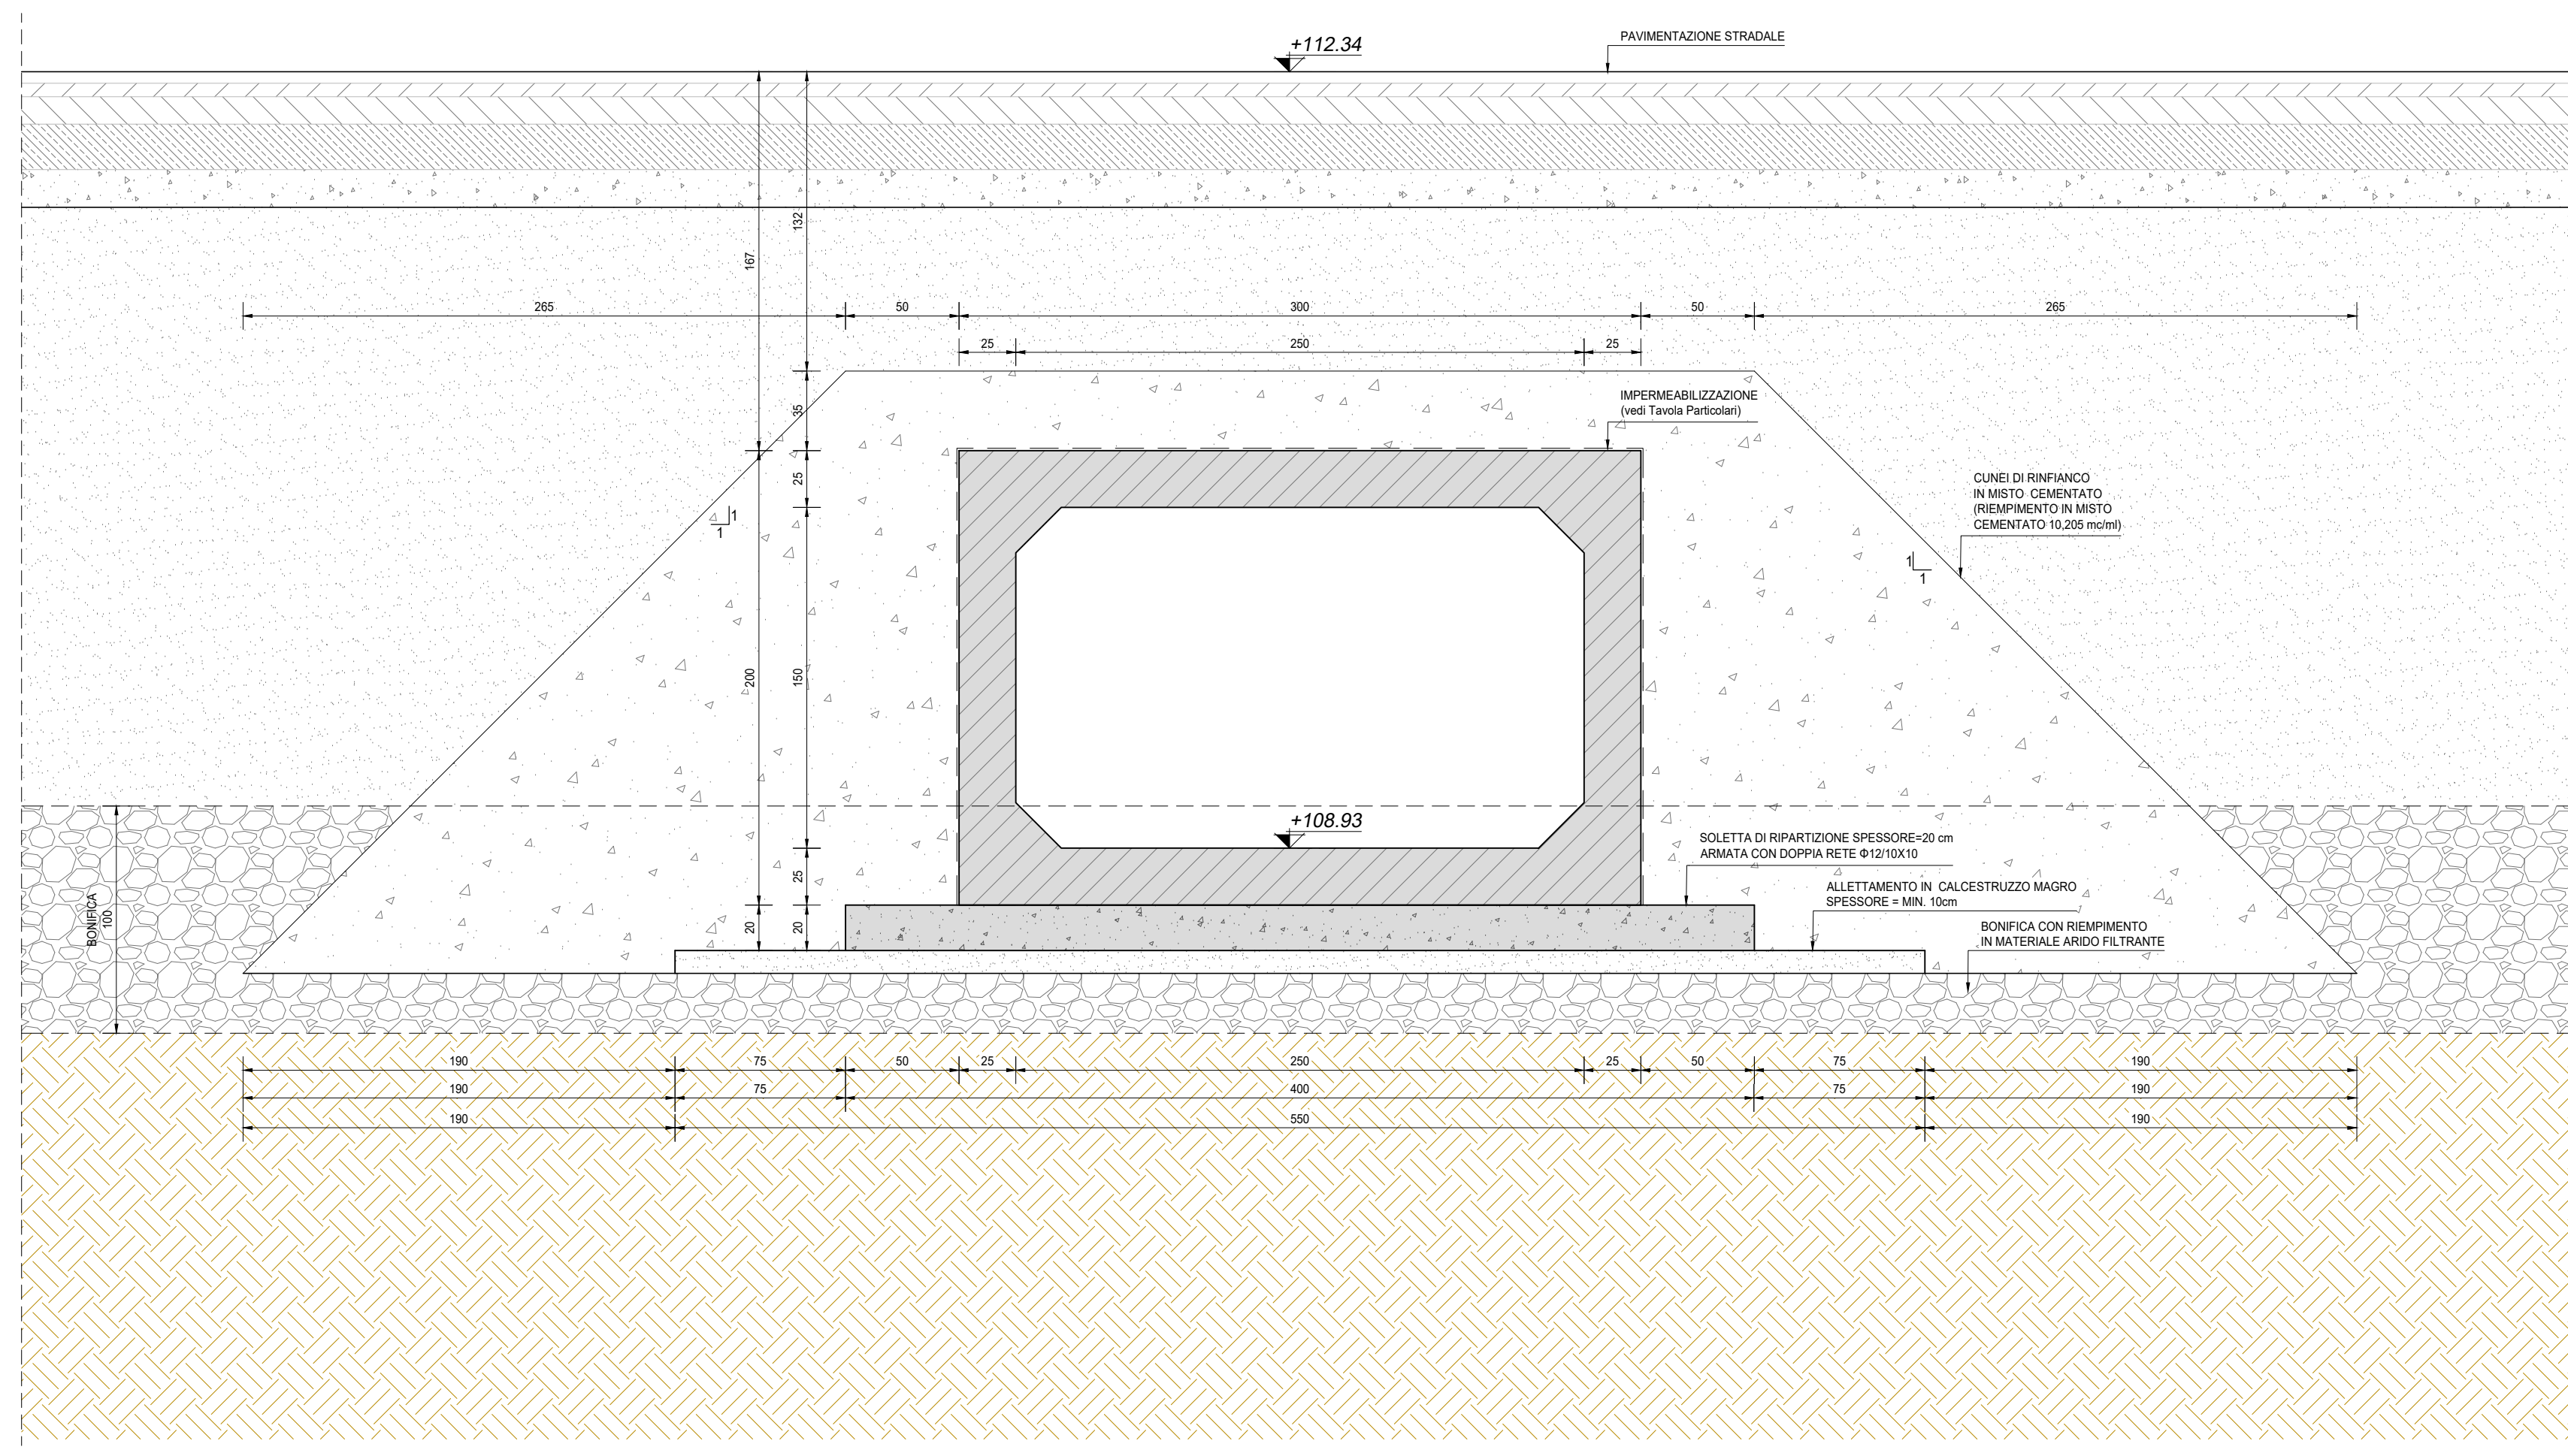 +112.34
PAVIMENTAZIONE STRADALE
132
167
265
50
300
50
265
25
250
25
35
IMPERMEABILIZZAZIONE
(vedi Tavola Particolari)
25
CUNEI DI RINFIANCO
IN MISTO CEMENTATO
(RIEMPIMENTO IN MISTO
CEMENTATO 10,205 mc/ml)
1
1
1
1
200
150
+108.93
SOLETTA DI RIPARTIZIONE SPESSORE=20 cm
ARMATA CON DOPPIA RETE Φ12/10X10
25
ALLETTAMENTO IN CALCESTRUZZO MAGRO
SPESSORE = MIN. 10cm
BONIFICA
100
20
20
BONIFICA CON RIEMPIMENTO
IN MATERIALE ARIDO FILTRANTE
190
75
50
25
250
25
50
75
190
190
75
400
75
190
190
550
190